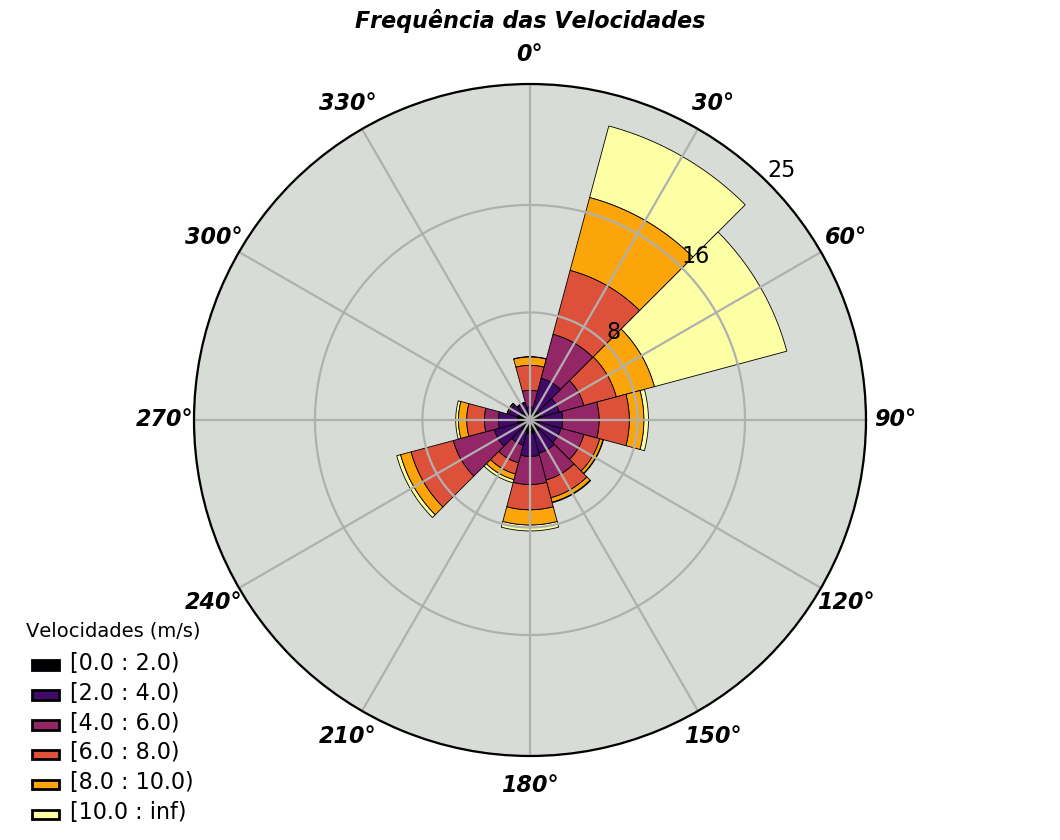 Frequência das Velocidades
0°
330°
30°
25
300°
60°
16
8
270°
90°
240°
120°
210°
150°
180°
Velocidades (m/s)
[0.0 : 2.0)
[2.0 : 4.0)
[4.0 : 6.0)
[6.0 : 8.0)
[8.0 : 10.0)
[10.0 : inf)